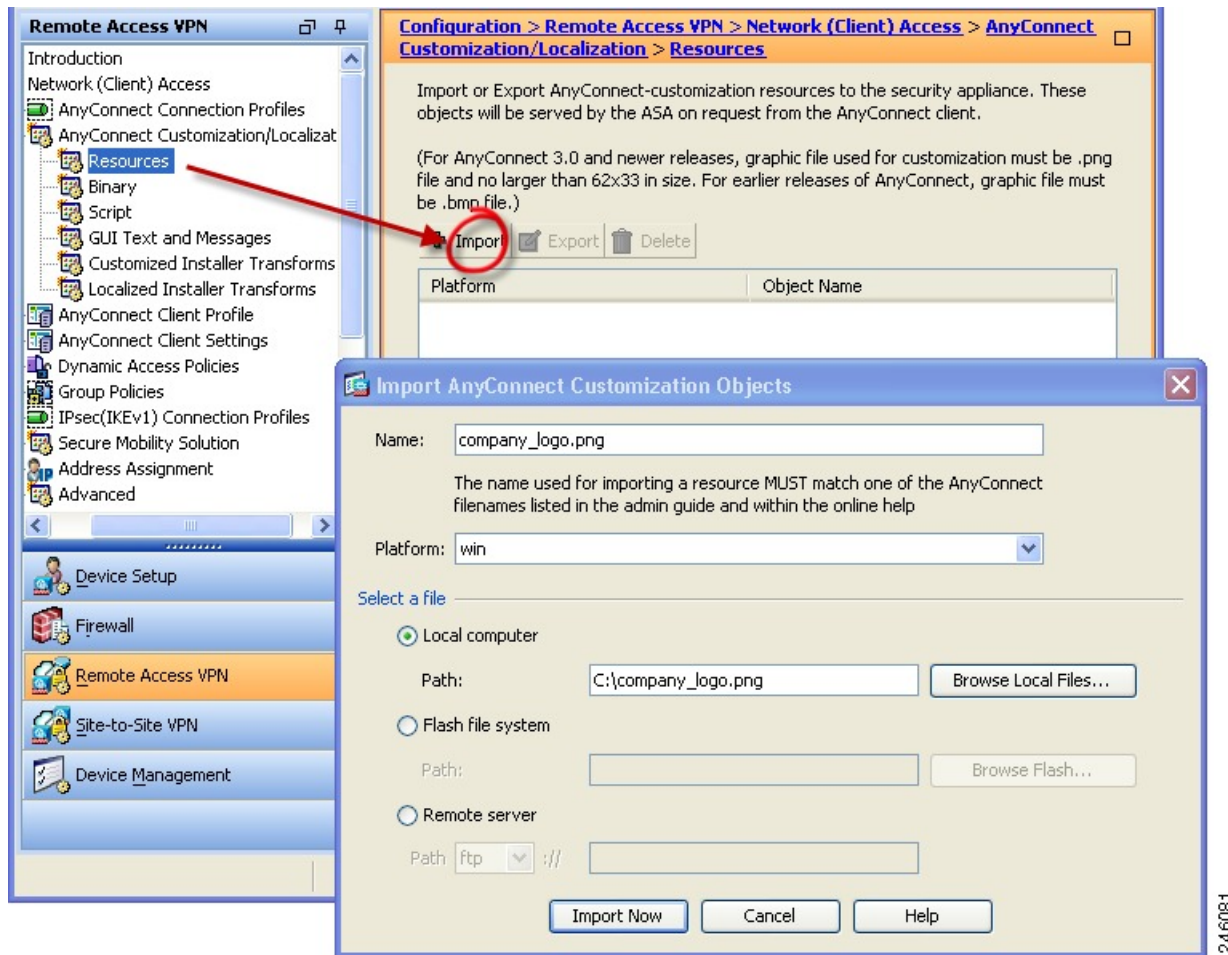 Remote Access VPN
Introduction
Network (Client) Access
AnyConnect Connection Profiles
AnyConnect Customization/Localizat
Resources
Binary
Script
GUI Text and Messages
Customized Installer Transforms
Localized Installer Transforms
AnyConnect Client Profile
AnyConnect Client Settings
Dynamic Access Policies
Group Policies
IPsec(IKEv1) Connection Profiles
Secure Mobility Solution
Address Assignment
Advanced
Device Setup
Firewall
Remote Access VPN
Site-to-Site VPN
Device Management
Configuration > Remote Access VPN > Network (Client) Access > AnyConnect
Customization/Localization > Resources
Import or Export AnyConnect-customization resources to the security appliance. These
objects will be served by the ASA on request from the AnyConnect client.
(For AnyConnect 3.0 and newer releases, graphic file used for customization must be .png
file and no larger than 62x33 in size. For earlier releases of AnyConnect, graphic file must
be .bmp file.)
Import Export Delete
Platform Object Name
Import AnyConnect Customization Objects
Name: company_logo.png
The name used for importing a resource MUST match one of the AnyConnect
filenames listed in the admin guide and within the online help
Platform: win
Select a file
Local computer
Path: C:\company_logo.png Browse Local Files...
Flash file system
Path: Browse Flash...
Remote server
Path ftp ://
Import Now Cancel Help
246081